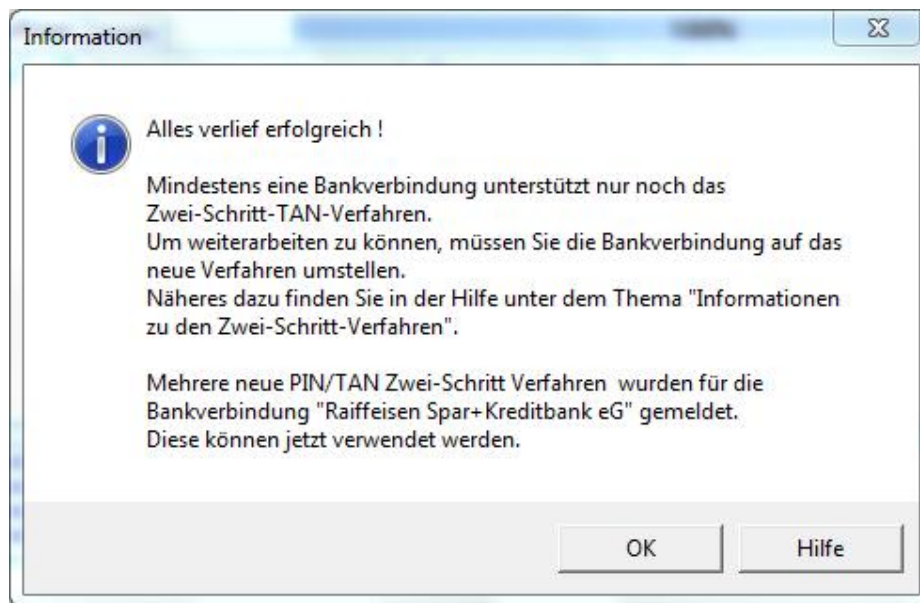 Information
Alles verlief erfolgreich !
Mindestens eine Bankverbindung unterstützt nur noch das
Zwei-Schritt-TAN-Verfahren.
Um weiterarbeiten zu können, müssen Sie die Bankverbindung auf das
neue Verfahren umstellen.
Näheres dazu finden Sie in der Hilfe unter dem Thema "Informationen
zu den Zwei-Schritt-Verfahren".
Mehrere neue PIN/TAN Zwei-Schritt Verfahren  wurden für die
Bankverbindung "Raiffeisen Spar+Kreditbank eG" gemeldet.
Diese können jetzt verwendet werden.
OK
Hilfe